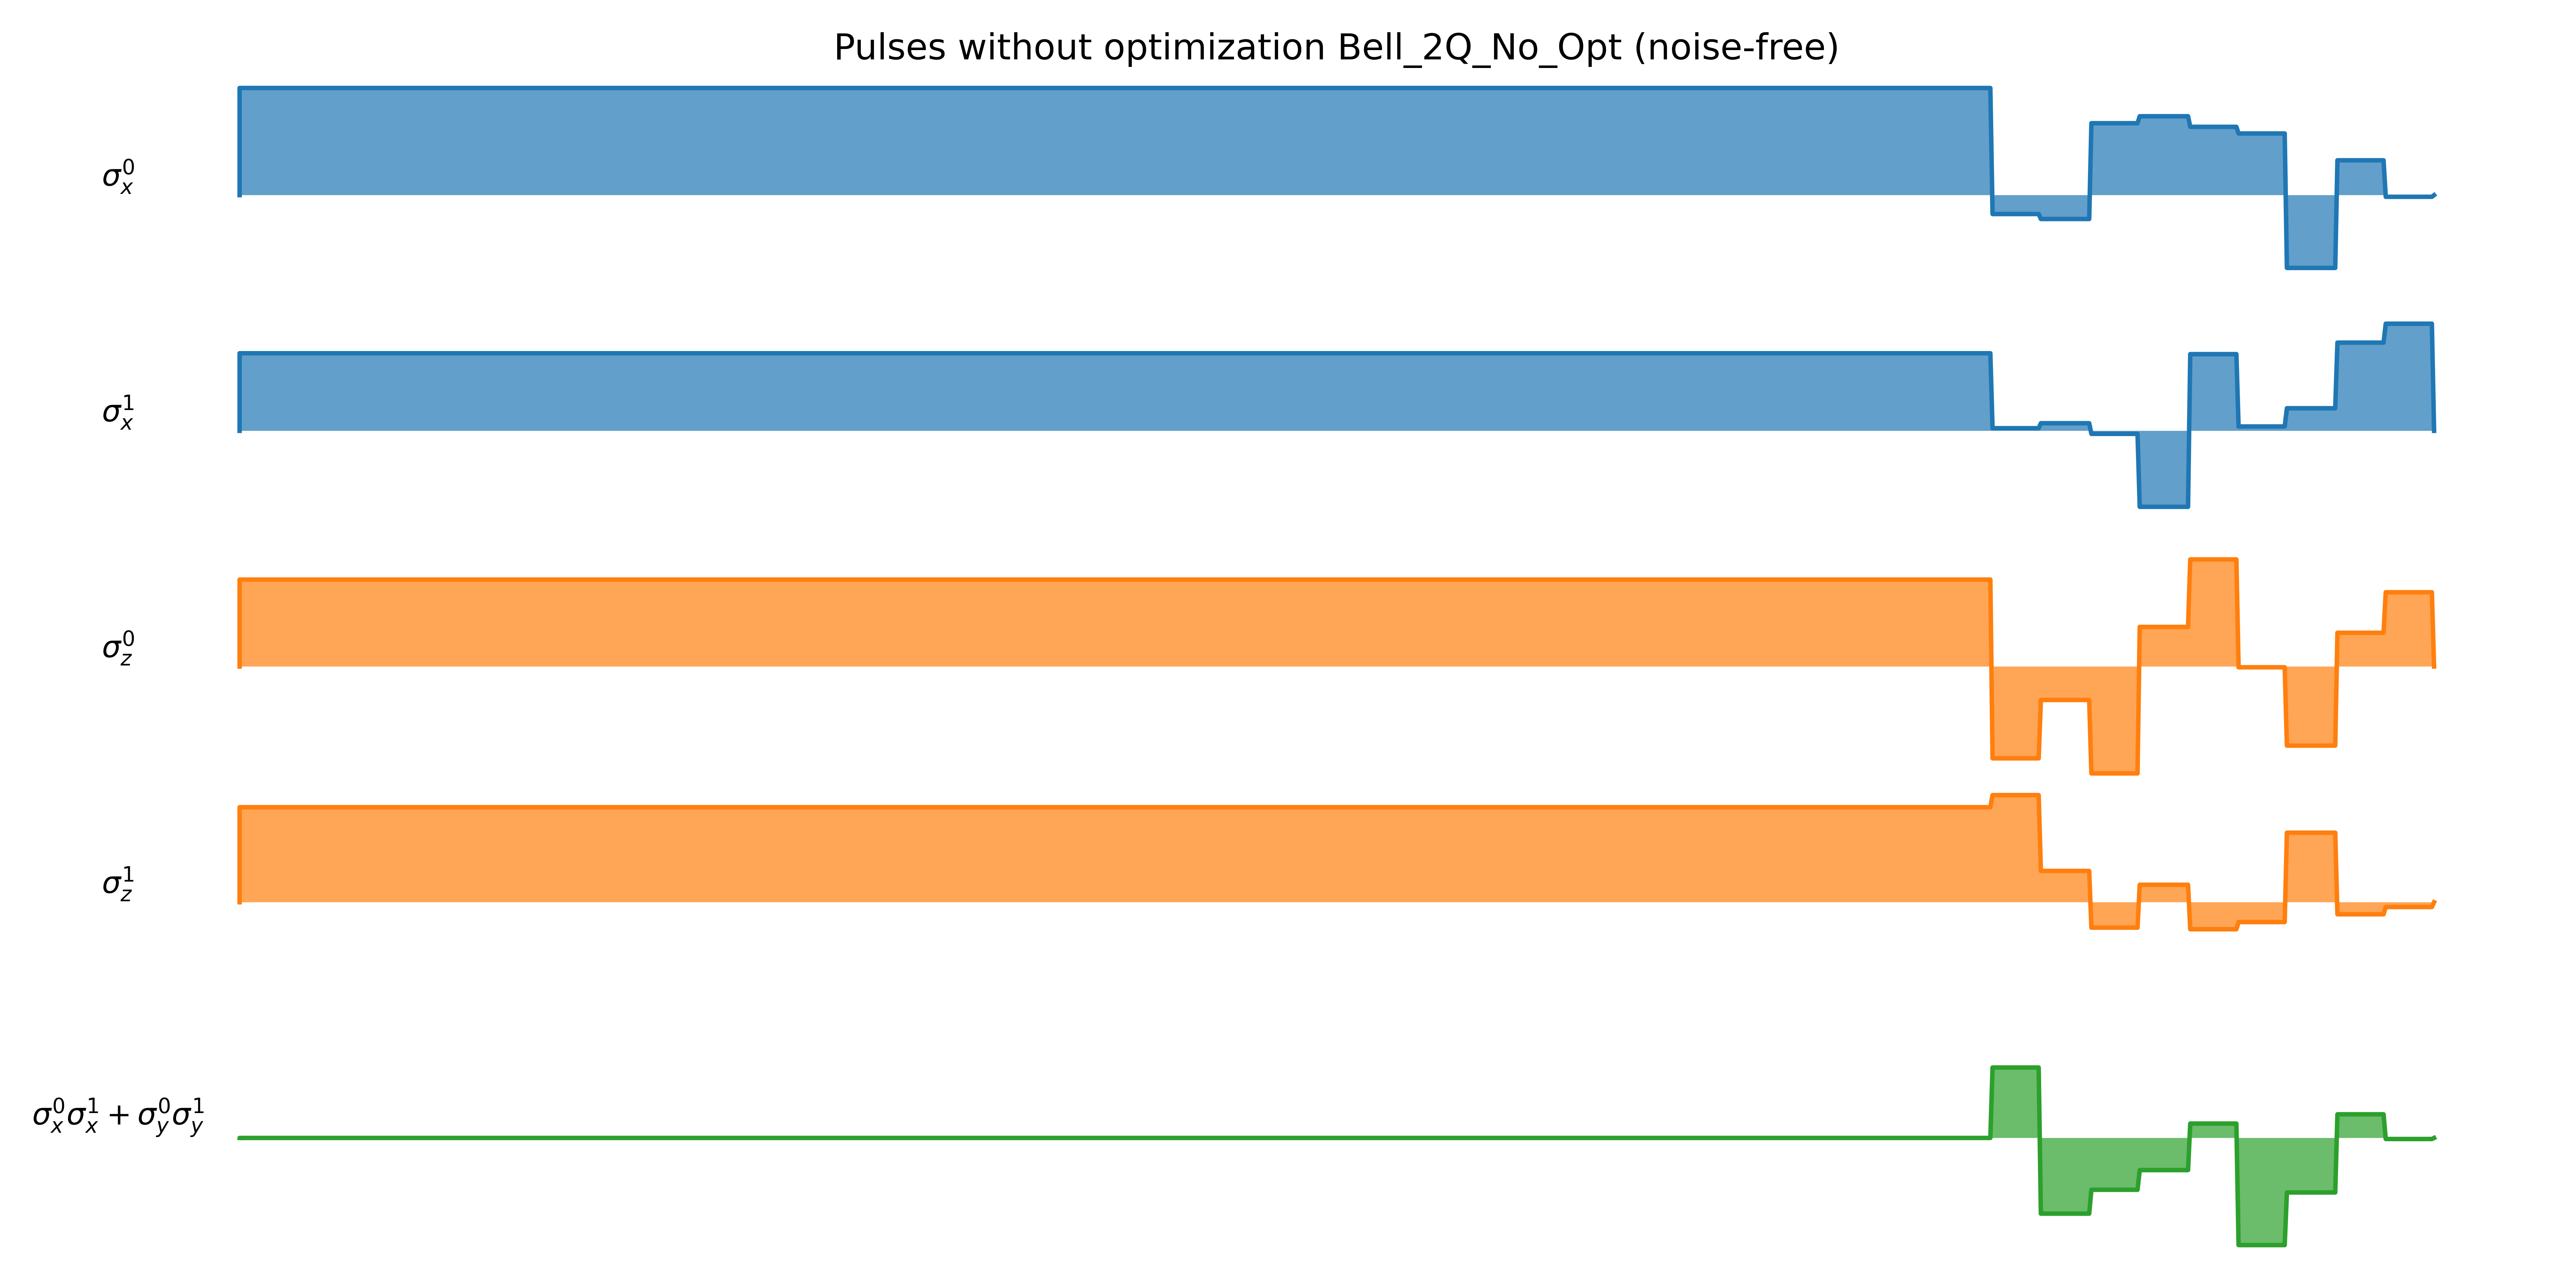 Pulses without optimization Bell_2Q_No_Opt (noise-free)
σ_x^0
σ_x^1
σ_z^0
σ_z^1
σ_x^0σ_x^1 + σ_y^0σ_y^1